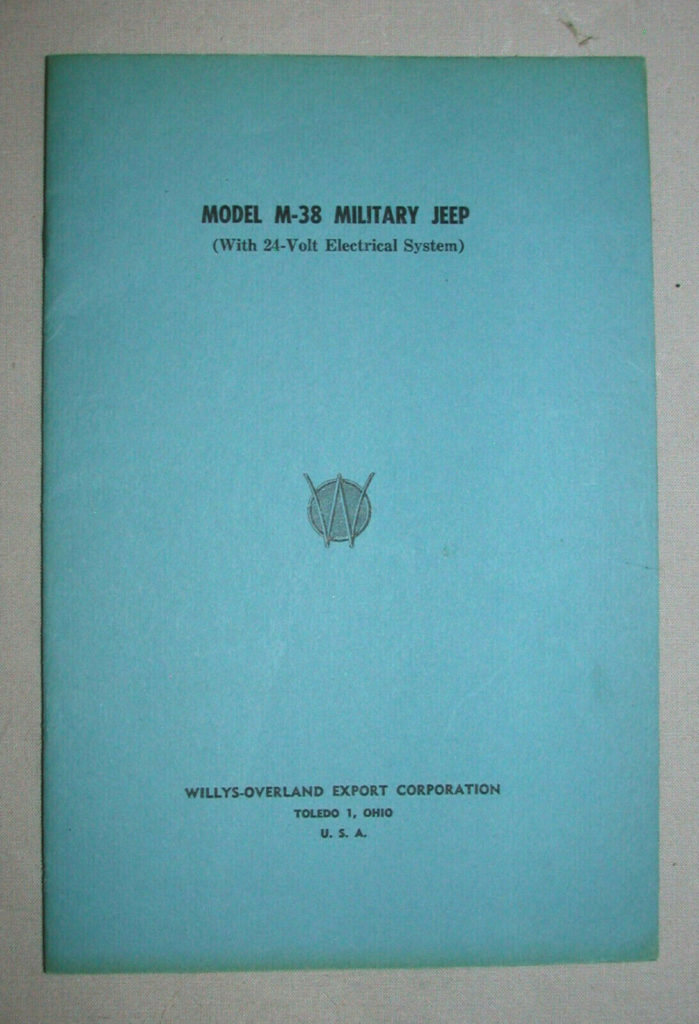 MODEL M-38 MILITARY JEEP
(With 24-Volt Electrical System)
W
WILLYS-OVERLAND EXPORT CORPORATION
TOLEDO 1, OHIO
U. S. A.